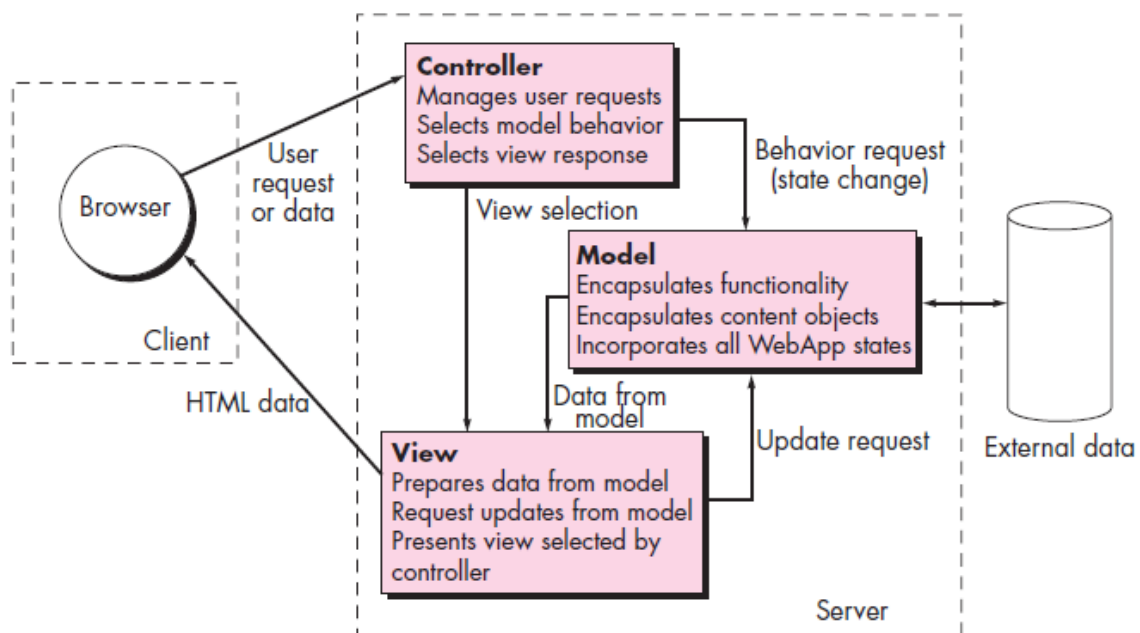 Controller
Manages user requests
Selects model behavior
Selects view response
Browser
User
request
or data
Behavior request
(state change)
View selection
Model
Encapsulates functionality
Encapsulates content objects
Incorporates all WebApp states
Client
HTML data
Data from
model
Update request
External data
View
Prepares data from model
Request updates from model
Presents view selected by
controller
Server